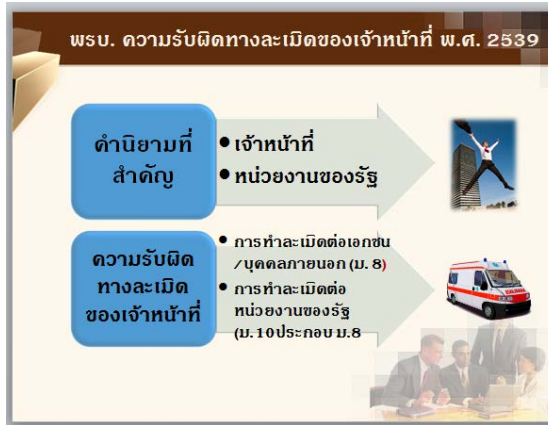 พรบ. ความรับผิดทางละเมิดของเจ้าหน้าที่ พ.ศ. 2539
คำนิยามที่
สำคัญ
• เจ้าหน้าที่
• หน่วยงานของรัฐ
ความรับผิด
ทางละเมิด
ของเจ้าหน้าที่
• การทำละเมิดต่อเอกชน
/บุคคลภายนอก (ม. 8)
• การทำละเมิดต่อ
หน่วยงานของรัฐ
(ม.10ประกอบ ม.8